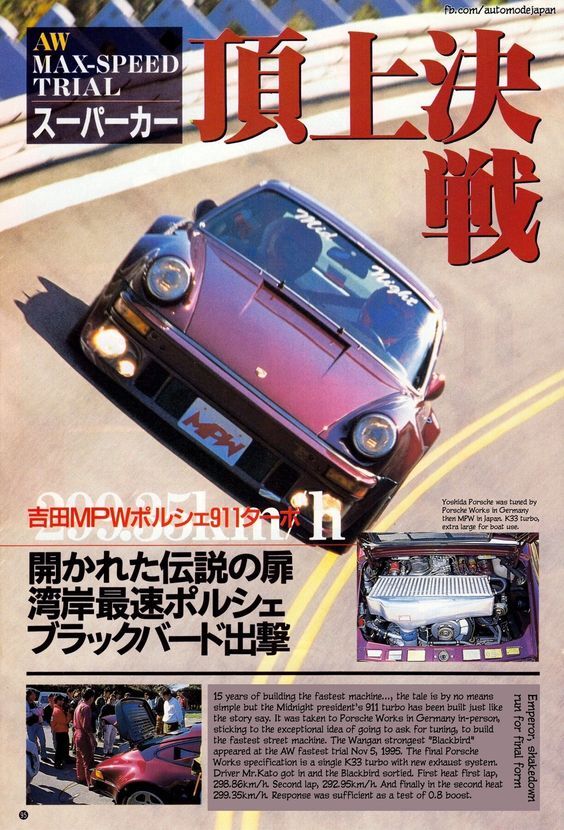 fb.com/automodejapan
AW
MAX-SPEED
TRIAL
スーパーカー
頂上決
戦
Mid Night
MPW
299.35km/h
吉田MPWポルシェ911ターボ
Yoshida Porsche was tuned by
Porsche Works in Germany
then MPW in Japan. K33 turbo,
extra large for boat use.
開かれた伝説の扉
湾岸最速ポルシェ
ブラックバード出撃
15 years of building the fastest machine..., the tale is by no means
simple but the Midnight president's 911 turbo has been built just like
the story say. It was taken to Porsche Works in Germany in-person,
sticking to the exceptional idea of going to ask for tuning, to build
the fastest street machine. The Wangan strongest "Blackbird"
appeared at the AW fastest trial Nov 5, 1995. The final Porsche
Works specification is a single K33 turbo with new exhaust system.
Driver Mr.Kato got in and the Blackbird sortied. First heat first lap,
298.86km/h. Second lap, 292.95km/h. And finally in the second heat
299.35km/h. Response was sufficient as a test of 0.8 boost.
Emperor, shakedown
run for final form
95